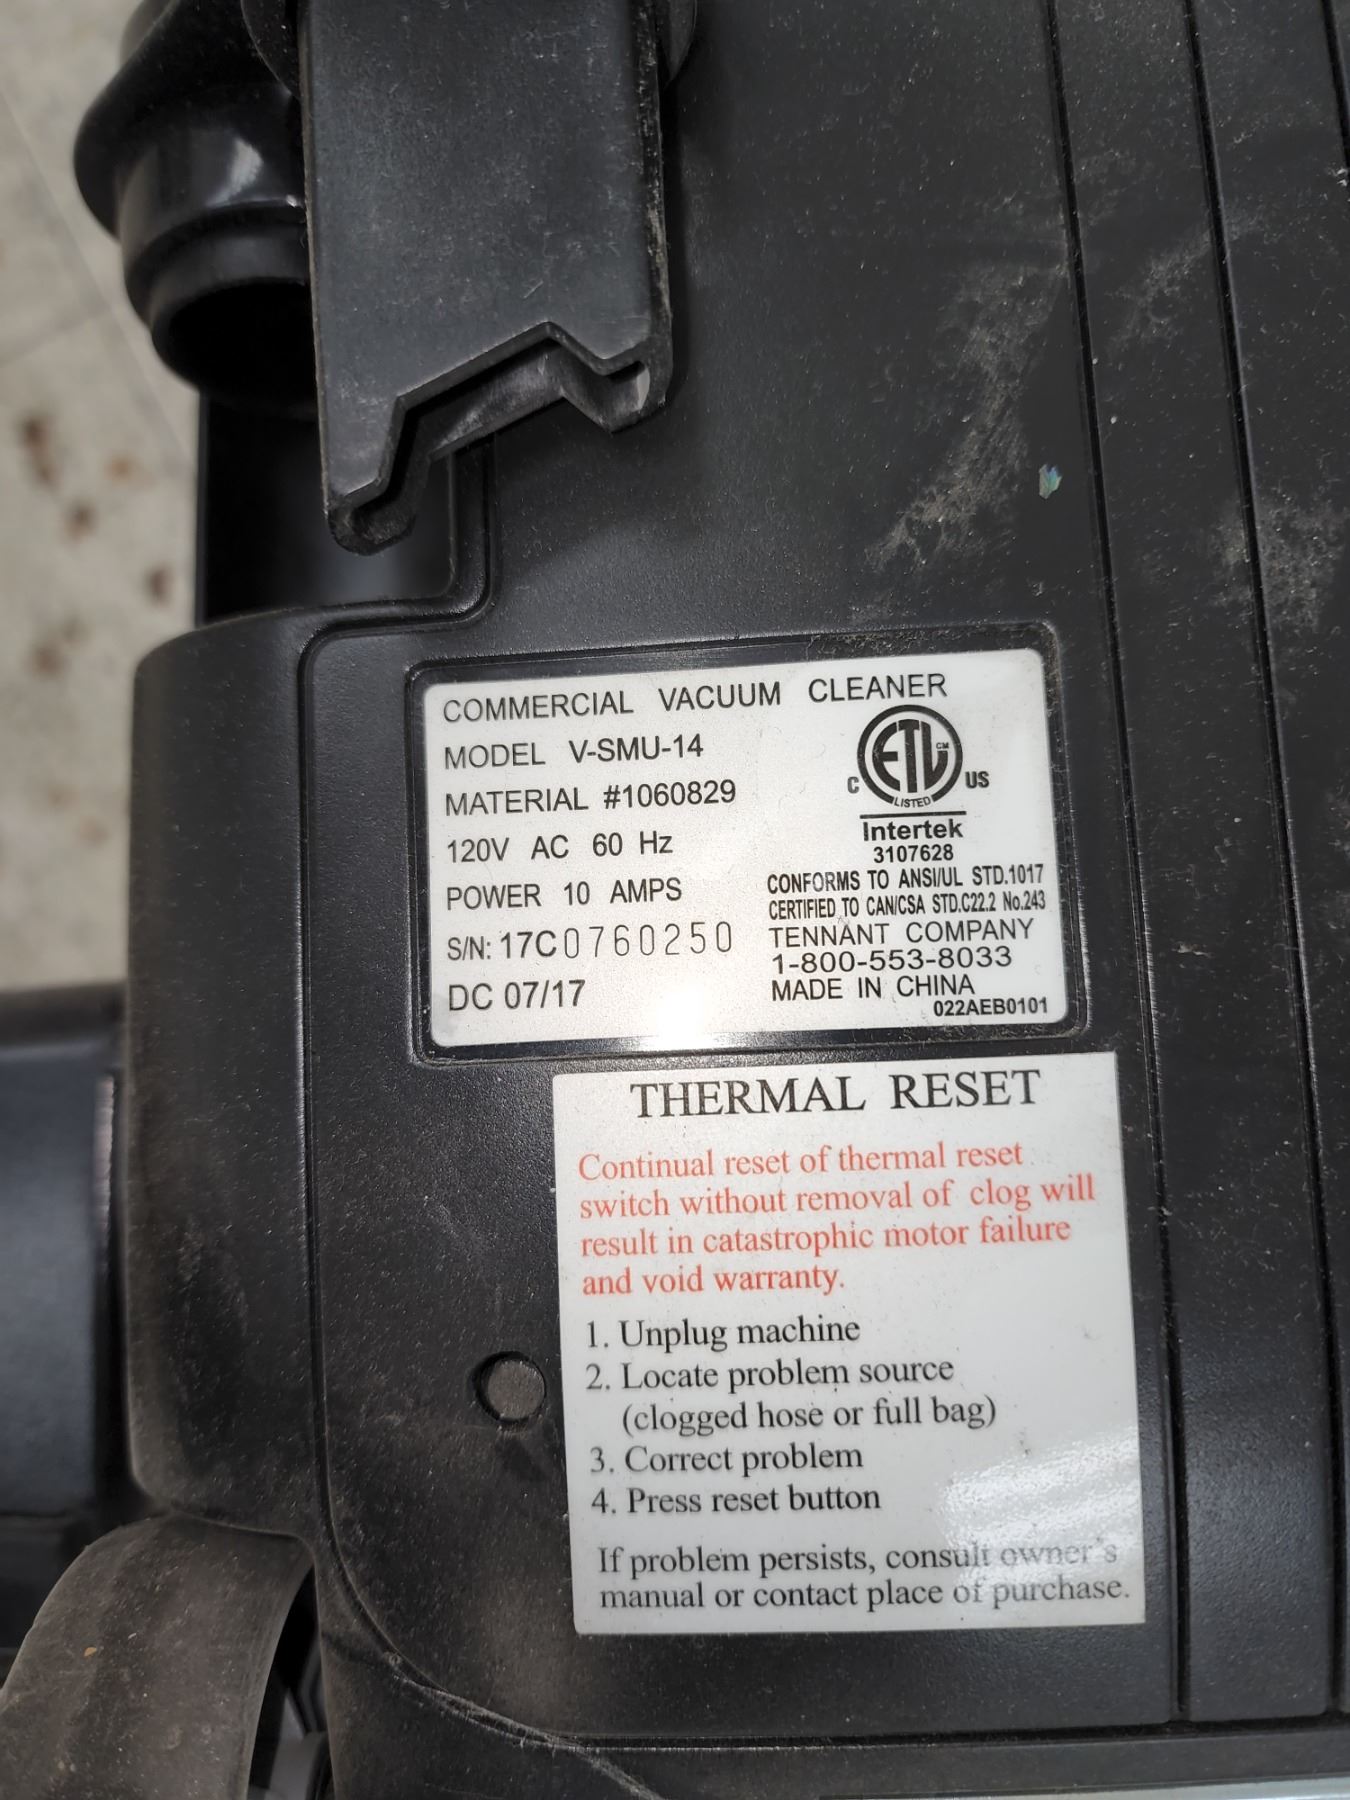 COMMERCIAL VACUUM CLEANER
MODEL V-SMU-14
MATERIAL #1060829
120V AC 60 Hz
POWER 10 AMPS
S/N: 17C0760250
DC 07/17
ETL CM
C US
LISTED
Intertek
3107628
CONFORMS TO ANSI/UL STD.1017
CERTIFIED TO CAN/CSA STD.C22.2 No.243
TENNANT COMPANY
1-800-553-8033
MADE IN CHINA
022AEB0101
THERMAL RESET
Continual reset of thermal reset
switch without removal of clog will
result in catastrophic motor failure
and void warranty.
1. Unplug machine
2. Locate problem source
(clogged hose or full bag)
3. Correct problem
4. Press reset button
If problem persists, consult owner's
manual or contact place of purchase.